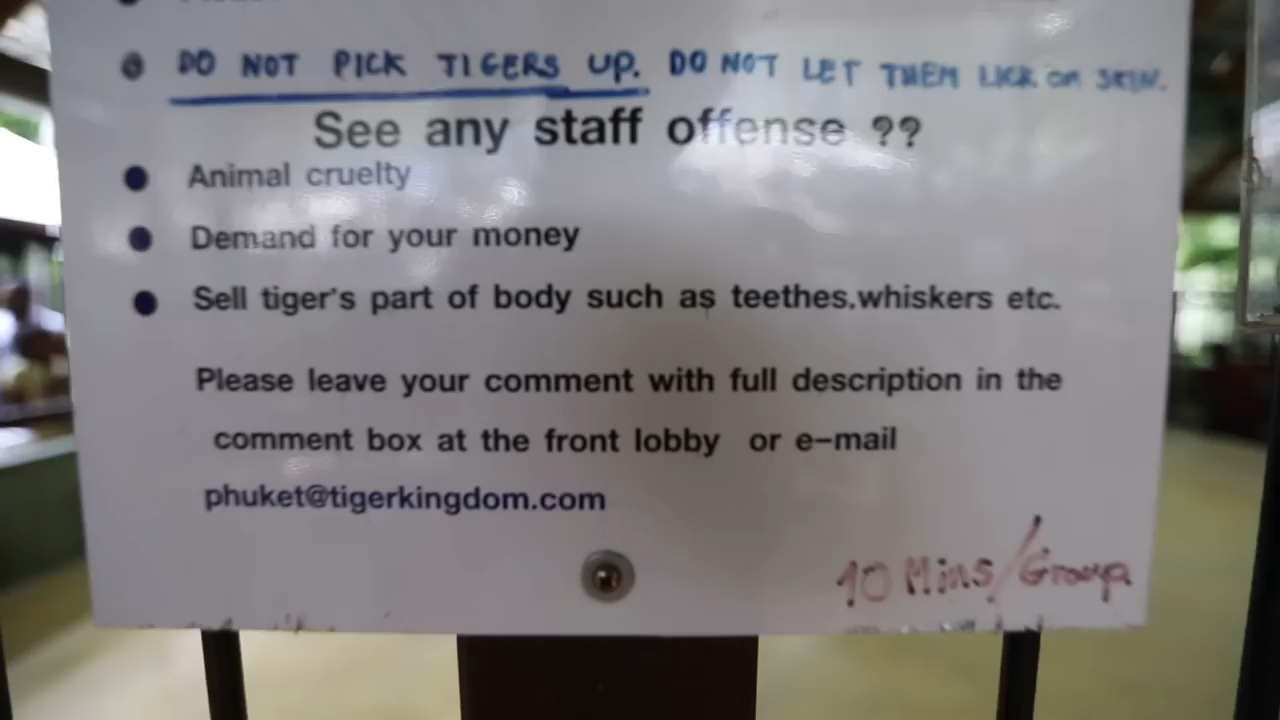 DO NOT PICK TIGERS UP. DO NOT LET THEM LICK on SKIN.
See any staff offense ??
Animal cruelty
Demand for your money
Sell tiger's part of body such as teethes,whiskers etc.
Please leave your comment with full description in the
comment box at the front lobby or e-mail
phuket@tigerkingdom.com
10 Mins/Group